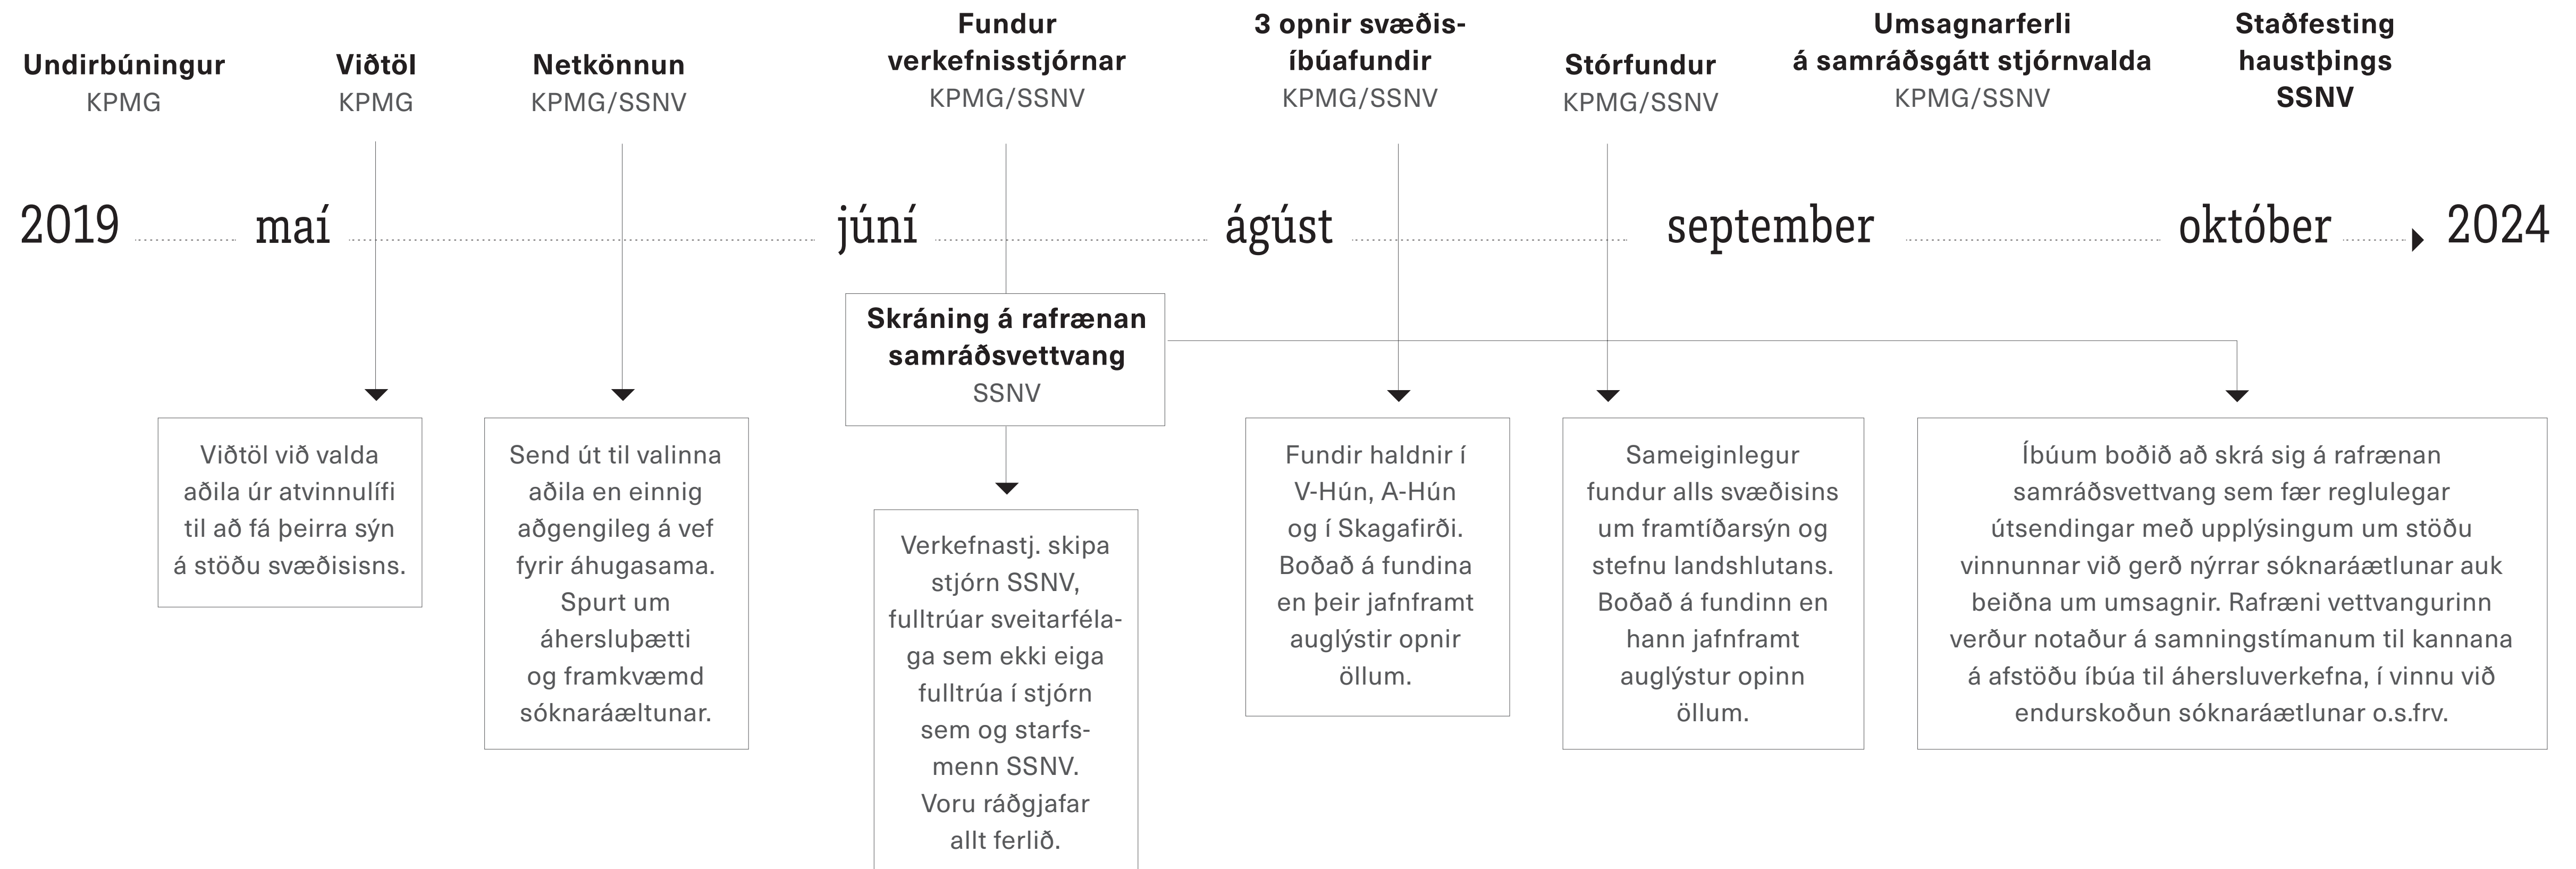 Undirbúningur
KPMG
Viðtöl
KPMG
Netkönnun
KPMG/SSNV
Fundur
verkefnisstjórnar
KPMG/SSNV
3 opnir svæðis-
íbúafundir
KPMG/SSNV
Stórfundur
KPMG/SSNV
Umsagnarferli
á samráðsgátt stjórnvalda
KPMG/SSNV
Staðfesting
haustþings
SSNV
2019
maí
júní
ágúst
september
október
2024
Skráning á rafrænan
samráðsvettvang
SSNV
Viðtöl við valda
aðila úr atvinnulífi
til að fá þeirra sýn
á stöðu svæðisisns.
Send út til valinna
aðila en einnig
aðgengileg á vef
fyrir áhugasama.
Spurt um
áhersluþætti
og framkvæmd
sóknaráæltunar.
Verkefnastj. skipa
stjórn SSNV,
fulltrúar sveitarféla-
ga sem ekki eiga
fulltrúa í stjórn
sem og starfs-
menn SSNV.
Voru ráðgjafar
allt ferlið.
Fundir haldnir í
V-Hún, A-Hún
og í Skagafirði.
Boðað á fundina
en þeir jafnframt
auglýstir opnir
öllum.
Sameiginlegur
fundur alls svæðisins
um framtíðarsýn og
stefnu landshlutans.
Boðað á fundinn en
hann jafnframt
auglýstur opinn
öllum.
Íbúum boðið að skrá sig á rafrænan
samráðsvettvang sem fær reglulegar
útsendingar með upplýsingum um stöðu
vinnunnar við gerð nýrrar sóknaráætlunar auk
beiðna um umsagnir. Rafræni vettvangurinn
verður notaður á samningstímanum til kannana
á afstöðu íbúa til áhersluverkefna, í vinnu við
endurskoðun sóknaráætlunar o.s.frv.